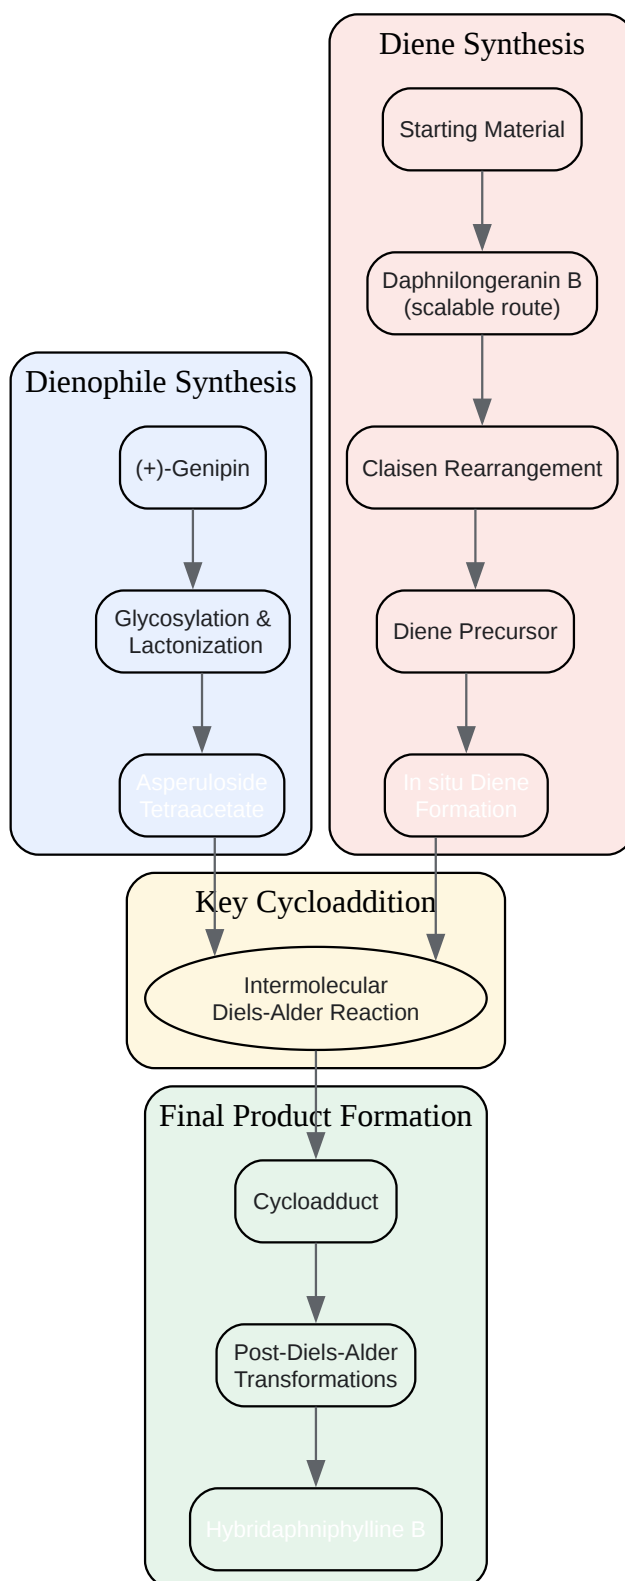 Diene Synthesis
Starting Material
Daphnilongeranin B
(scalable route)
Claisen Rearrangement
Diene Precursor
In situ Diene
Formation
Dienophile Synthesis
(+)-Genipin
Glycosylation &
Lactonization
Asperuloside
Tetraacetate
Key Cycloaddition
Intermolecular
Diels-Alder Reaction
Final Product Formation
Cycloadduct
Post-Diels-Alder
Transformations
Hybridaphniphylline B